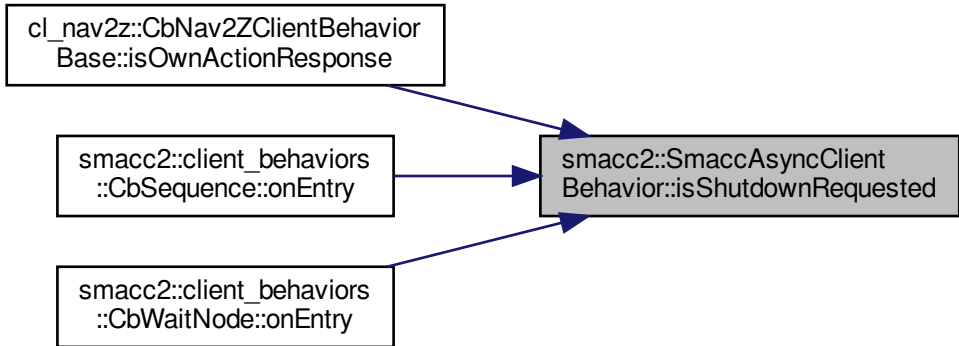 cl_nav2z::CbNav2ZClientBehavior
Base::isOwnActionResponse
smacc2::client_behaviors
::CbSequence::onEntry
smacc2::SmaccAsyncClient
Behavior::isShutdownRequested
smacc2::client_behaviors
::CbWaitNode::onEntry